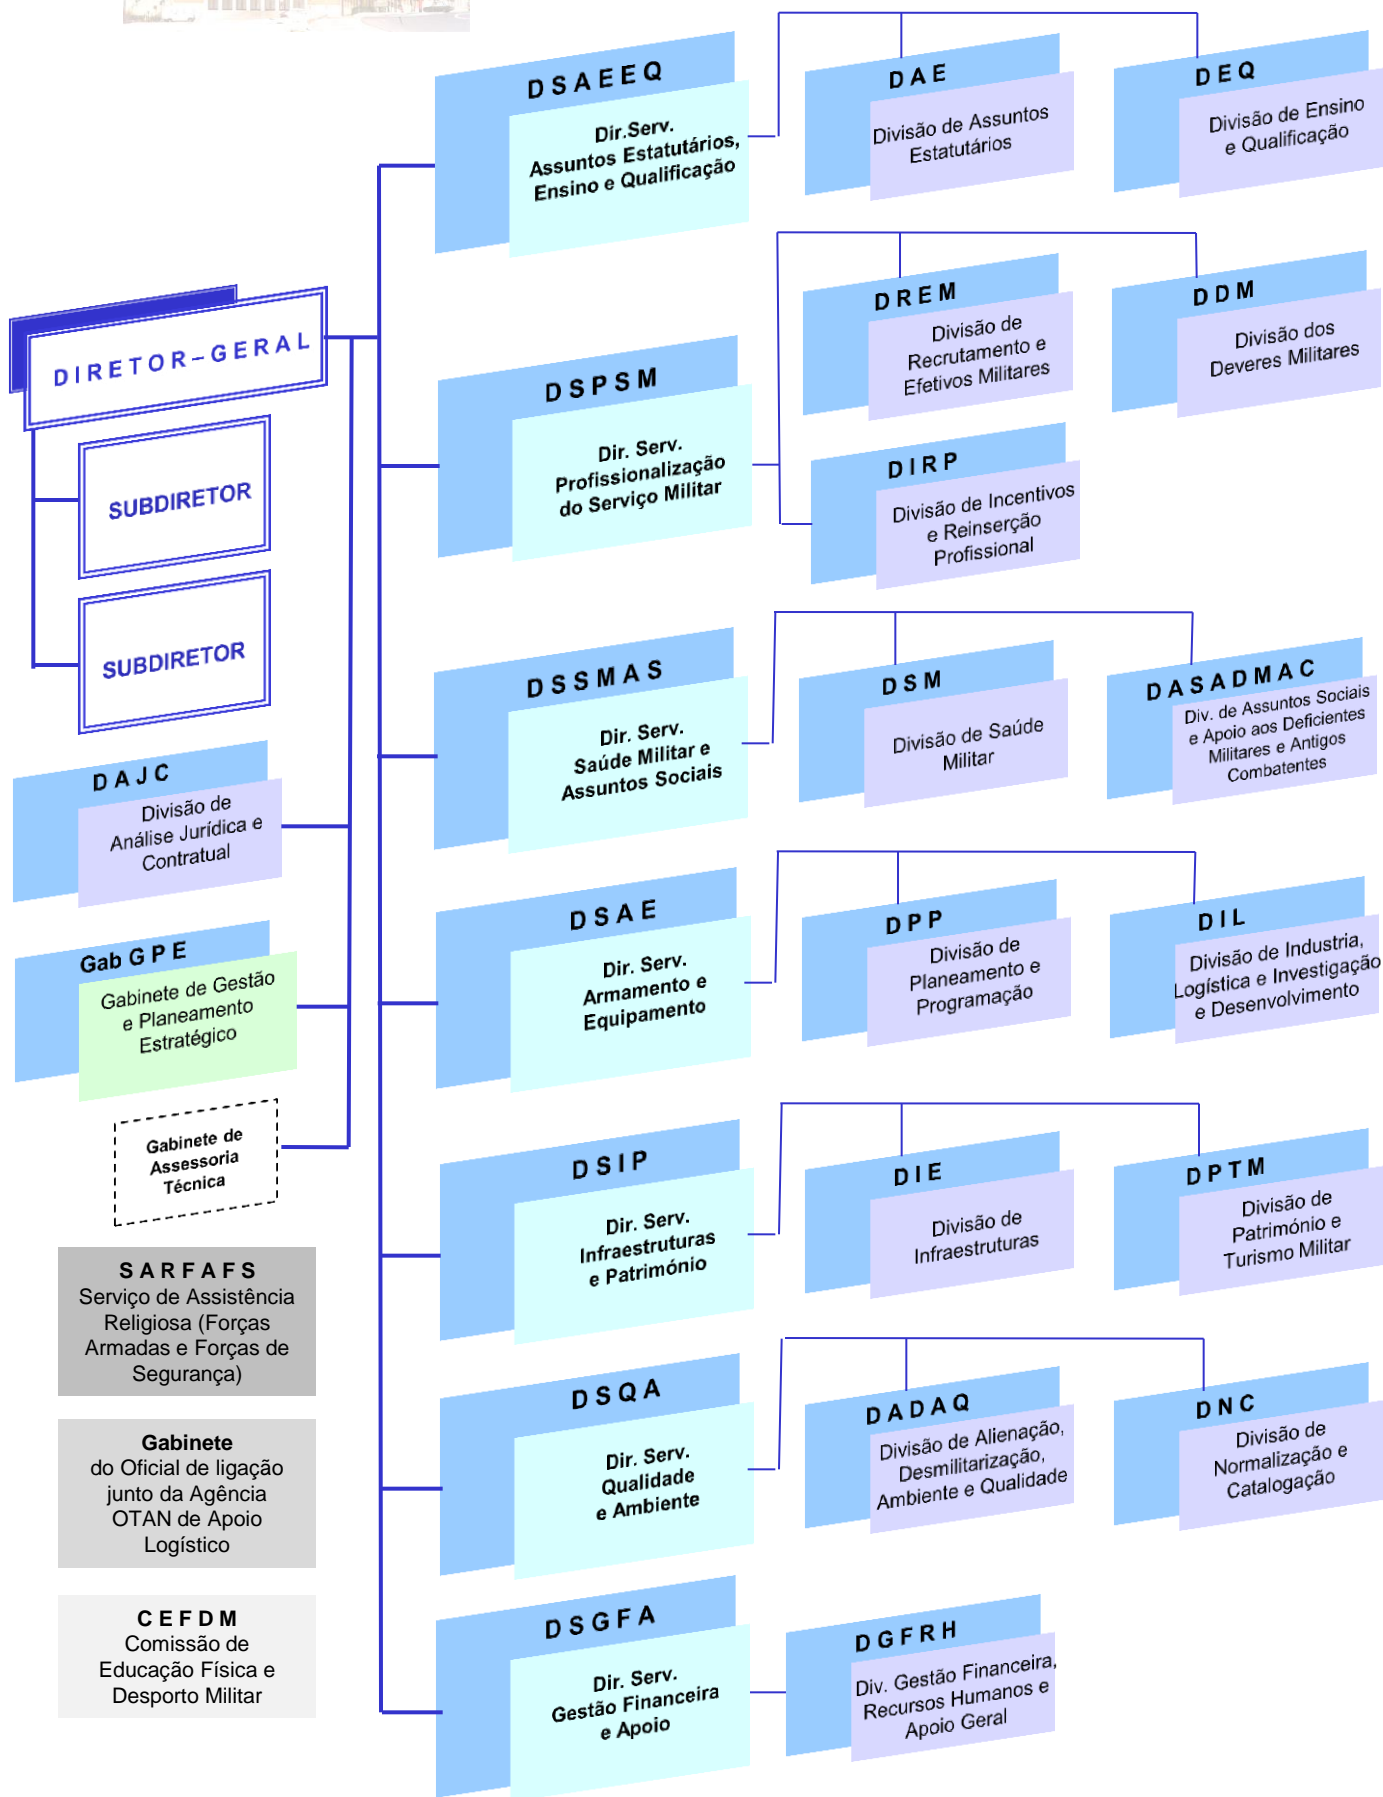 DIRETOR–GERAL
SUBDIRETOR
SUBDIRETOR
DAJC
Divisão de
Análise Jurídica e
Contratual
Gab GPE
Gabinete de Gestão
e Planeamento
Estratégico
Gabinete de
Assessoria
Técnica
SARFAFS
Serviço de Assistência
Religiosa (Forças
Armadas e Forças de
Segurança)
Gabinete
do Oficial de ligação
junto da Agência
OTAN de Apoio
Logístico
CEFDM
Comissão de
Educação Física e
Desporto Militar
DSAEEQ
Dir.Serv.
Assuntos Estatutários,
Ensino e Qualificação
DAE
Divisão de Assuntos
Estatutários
DEQ
Divisão de Ensino
e Qualificação
DSPSM
Dir. Serv.
Profissionalização
do Serviço Militar
DREM
Divisão de
Recrutamento e
Efetivos Militares
DDM
Divisão dos
Deveres Militares
DIRP
Divisão de Incentivos
e Reinserção
Profissional
DSSMAS
Dir. Serv.
Saúde Militar e
Assuntos Sociais
DSM
Divisão de Saúde
Militar
DASADMAC
Div. de Assuntos Sociais
e Apoio aos Deficientes
Militares e Antigos
Combatentes
DSAE
Dir. Serv.
Armamento e
Equipamento
DPP
Divisão de
Planeamento e
Programação
DIL
Divisão de Industria,
Logística e Investigação
e Desenvolvimento
DSIP
Dir. Serv.
Infraestruturas
e Património
DIE
Divisão de
Infraestruturas
DPTM
Divisão de
Património e
Turismo Militar
DSQA
Dir. Serv.
Qualidade
e Ambiente
DADAQ
Divisão de Alienação,
Desmilitarização,
Ambiente e Qualidade
DNC
Divisão de
Normalização e
Catalogação
DSGFA
Dir. Serv.
Gestão Financeira
e Apoio
DGFRH
Div. Gestão Financeira,
Recursos Humanos e
Apoio Geral